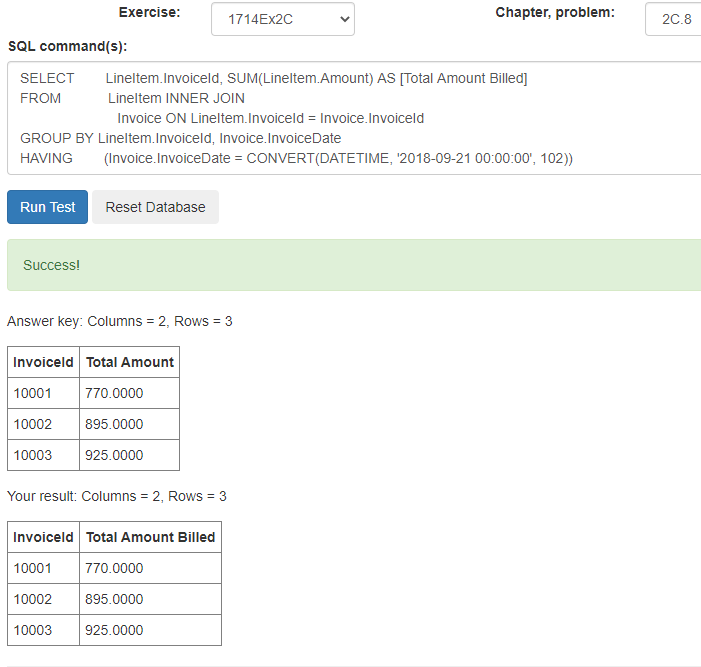 Exercise: 1714Ex2C Chapter, problem: 2C.8
SQL command(s):
SELECT LineItem.InvoiceId, SUM(LineItem.Amount) AS [Total Amount Billed]
FROM LineItem INNER JOIN
Invoice ON LineItem.InvoiceId = Invoice.InvoiceId
GROUP BY LineItem.InvoiceId, Invoice.InvoiceDate
HAVING (Invoice.InvoiceDate = CONVERT(DATETIME, '2018-09-21 00:00:00', 102))
Run Test Reset Database
Success!
Answer key: Columns = 2, Rows = 3
InvoiceId Total Amount
10001 770.0000
10002 895.0000
10003 925.0000
Your result: Columns = 2, Rows = 3
InvoiceId Total Amount Billed
10001 770.0000
10002 895.0000
10003 925.0000